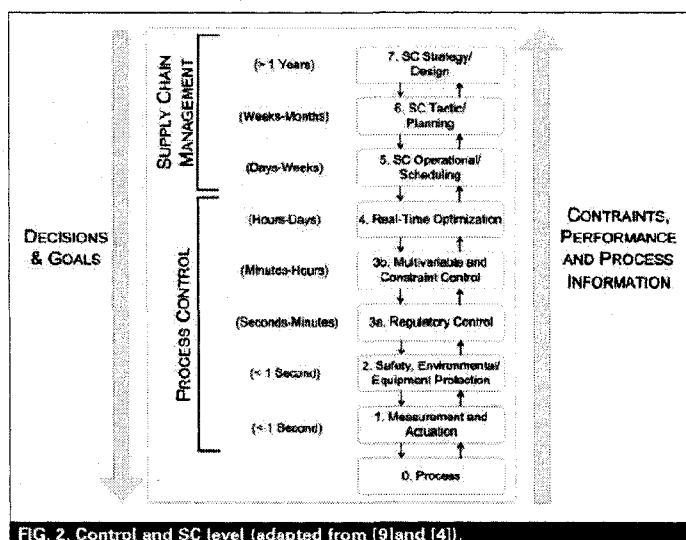 SUPPLY CHAIN
MANAGEMENT
(> 1 Years)
7. SC Strategy/
Design
(Weeks-Months)
6. SC Tactic/
Planning
(Days-Weeks)
5. SC Operational/
Scheduling
DECISIONS
& GOALS
PROCESS CONTROL
(Hours-Days)
4. Real-Time Optimization
(Minutes-Hours)
3b. Multivariable and
Constraint Control
(Seconds-Minutes)
3a. Regulatory Control
(< 1 Second)
2. Safety, Environmental/
Equipment Protection
(< 1 Second)
1. Measurement and
Actuation
0. Process
CONTRAINTS,
PERFORMANCE
AND PROCESS
INFORMATION
FIG. 2. Control and SC level (adapted from [9]and [4]).